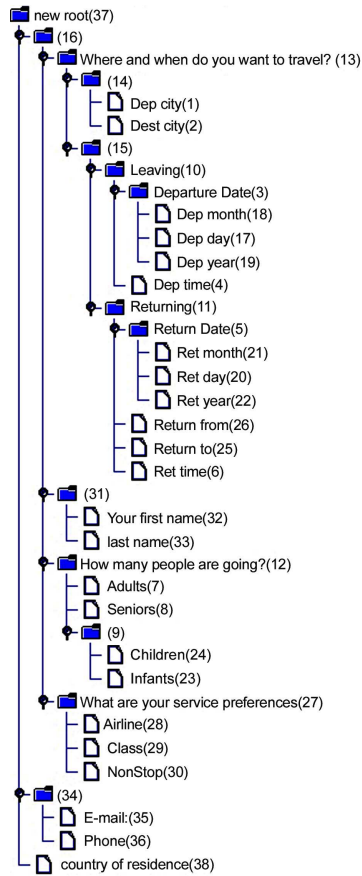 new root(37)
(16)
Where and when do you want to travel? (13)
(14)
Dep city(1)
Dest city(2)
(15)
Leaving(10)
Departure Date(3)
Dep month(18)
Dep day(17)
Dep year(19)
Dep time(4)
Returning(11)
Return Date(5)
Ret month(21)
Ret day(20)
Ret year(22)
Return from(26)
Return to(25)
Ret time(6)
(31)
Your first name(32)
last name(33)
How many people are going?(12)
Adults(7)
Seniors(8)
(9)
Children(24)
Infants(23)
What are your service preferences(27)
Airline(28)
Class(29)
NonStop(30)
(34)
E-mail:(35)
Phone(36)
country of residence(38)